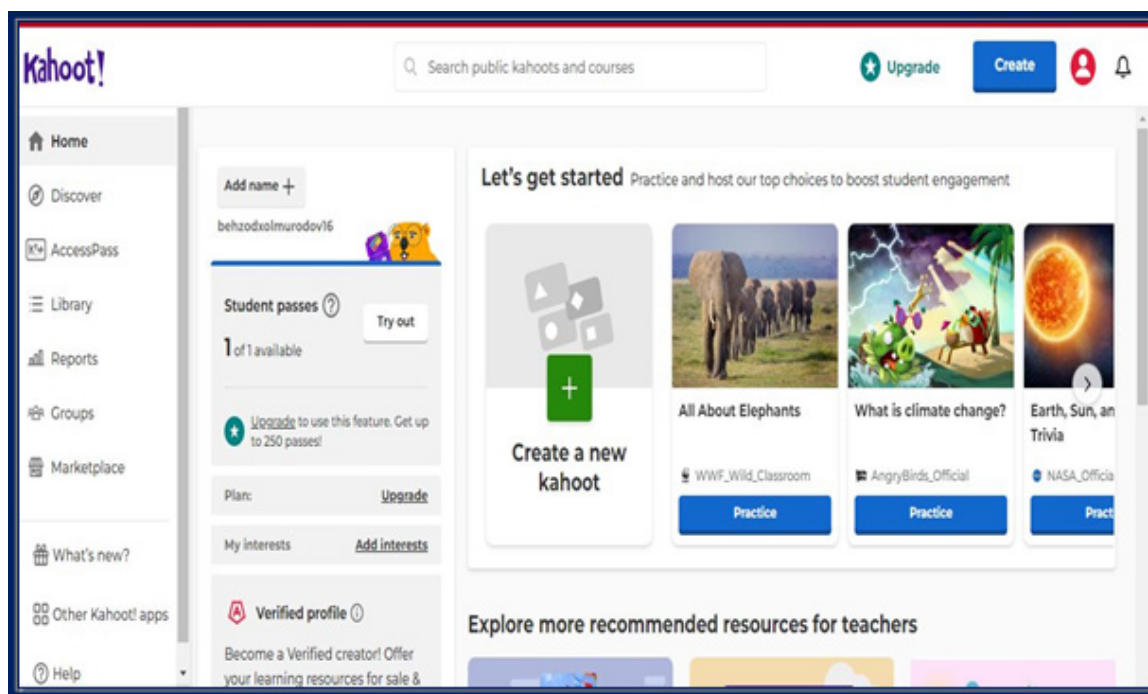 Kahoot!
Search public kahoots and courses
Upgrade
Create
Home
Discover
AccessPass
Library
Reports
Groups
Marketplace
What's new?
Other Kahoot! apps
Help
Add name +
behzodxolmurodov16
Student passes ?
Try out
1 of 1 available
Upgrade to use this feature. Get up
to 250 passes!
Plan:
Upgrade
My interests
Add interests
Verified profile
Become a Verified creator! Offer
your learning resources for sale &
Let's get started Practice and host our top choices to boost student engagement
+
Create a new
kahoot
All About Elephants
WWF_Wild_Classroom
Practice
What is climate change?
AngryBirds_Official
Practice
Earth, Sun, an
Trivia
NASA_Officia
Pract
Explore more recommended resources for teachers